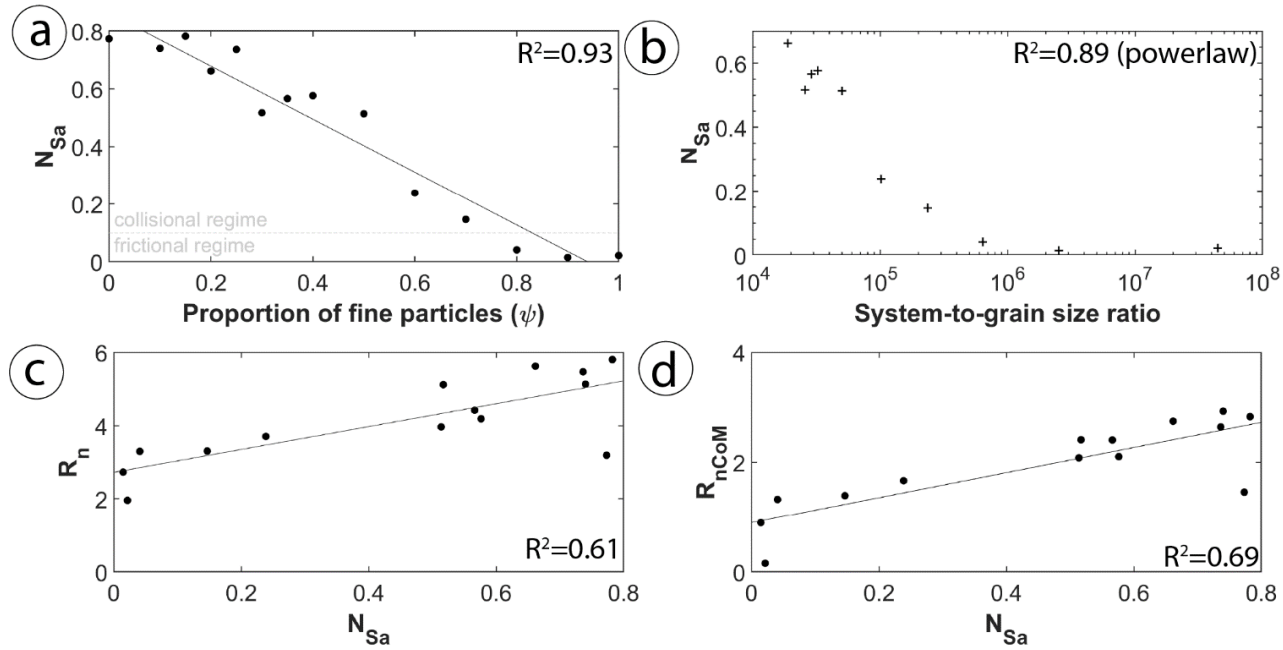 a
R²=0.93
0.8
0.6
0.4
0.2
0
N_Sa
collisional regime
frictional regime
0 0.2 0.4 0.6 0.8 1
Proportion of fine particles (ψ)
b
R²=0.89 (powerlaw)
0.6
0.4
0.2
0
N_Sa
10⁴ 10⁵ 10⁶ 10⁷ 10⁸
System-to-grain size ratio
c
6
4
2
0
R_n
R²=0.61
0 0.2 0.4 0.6 0.8
N_Sa
d
4
2
0
R_nCoM
R²=0.69
0 0.2 0.4 0.6 0.8
N_Sa